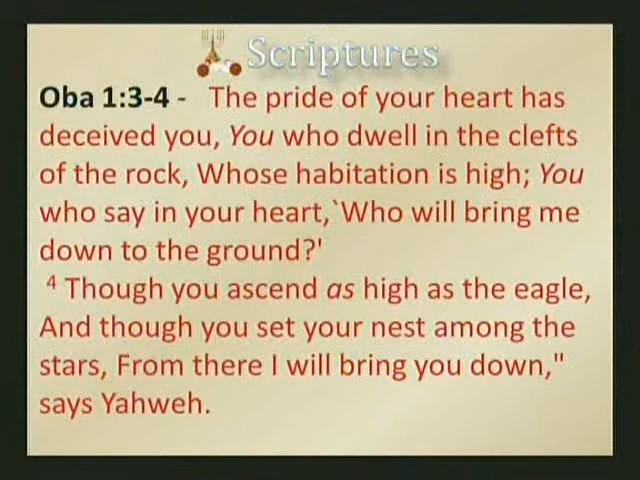 Scriptures
Oba 1:3-4 - The pride of your heart has
deceived you, You who dwell in the clefts
of the rock, Whose habitation is high; You
who say in your heart,`Who will bring me
down to the ground?'
4 Though you ascend as high as the eagle,
And though you set your nest among the
stars, From there I will bring you down,"
says Yahweh.